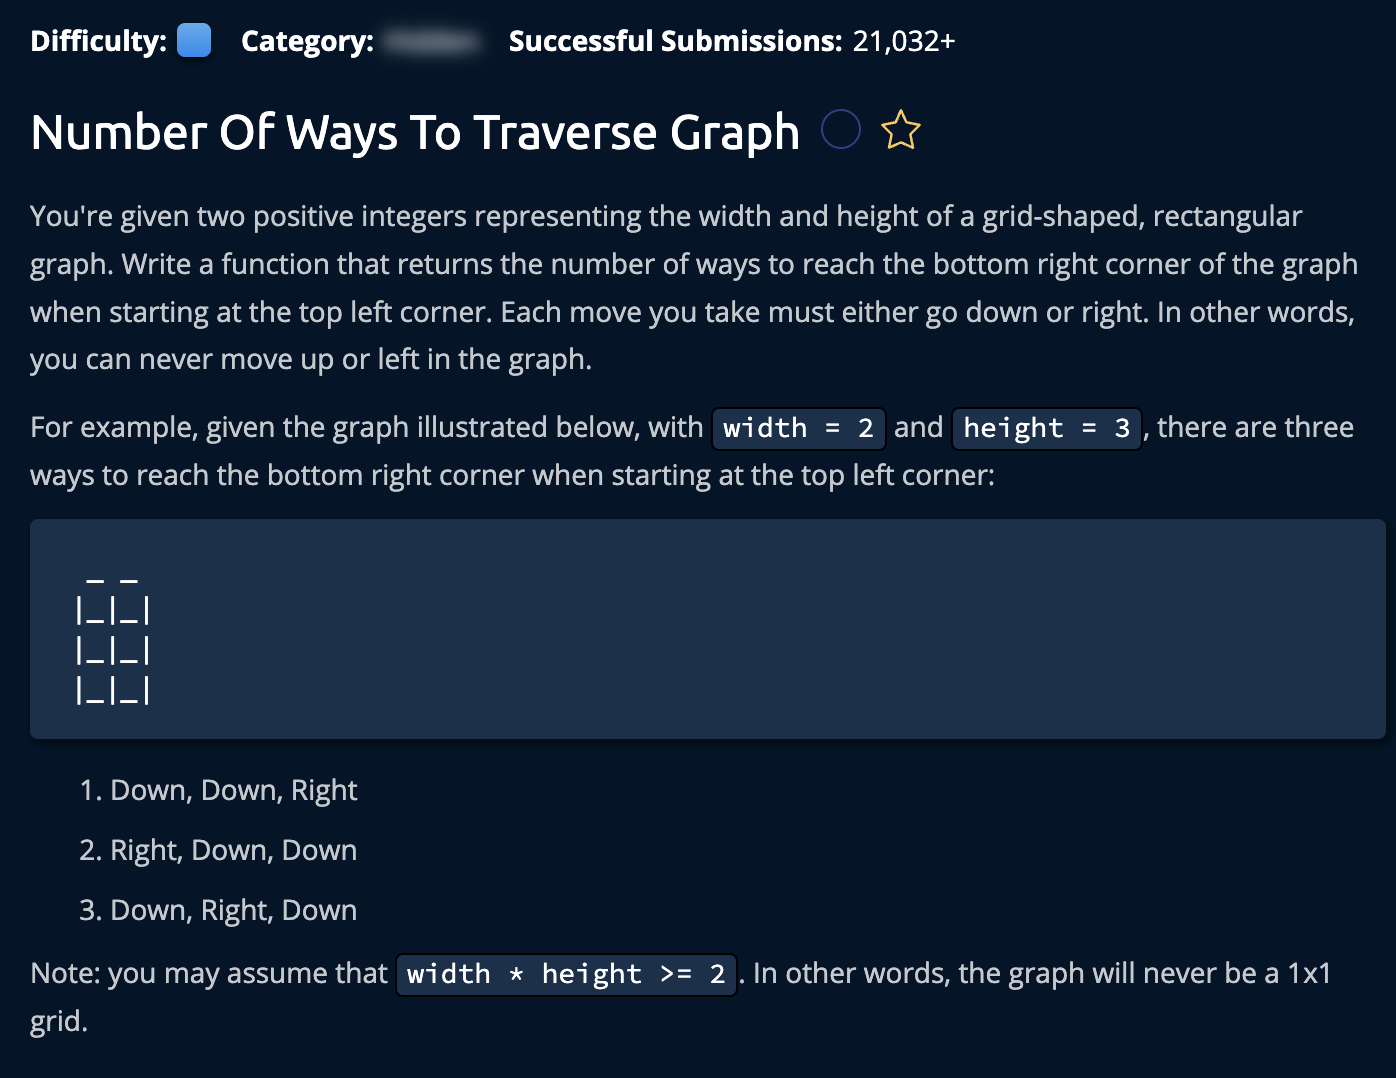 Difficulty: Category: Successful Submissions: 21,032+
Number Of Ways To Traverse Graph
You're given two positive integers representing the width and height of a grid-shaped, rectangular
graph. Write a function that returns the number of ways to reach the bottom right corner of the graph
when starting at the top left corner. Each move you take must either go down or right. In other words,
you can never move up or left in the graph.
For example, given the graph illustrated below, with width = 2 and height = 3, there are three
ways to reach the bottom right corner when starting at the top left corner:
 _ _
|_|_|
|_|_|
|_|_|
1. Down, Down, Right
2. Right, Down, Down
3. Down, Right, Down
Note: you may assume that width * height >= 2. In other words, the graph will never be a 1x1
grid.